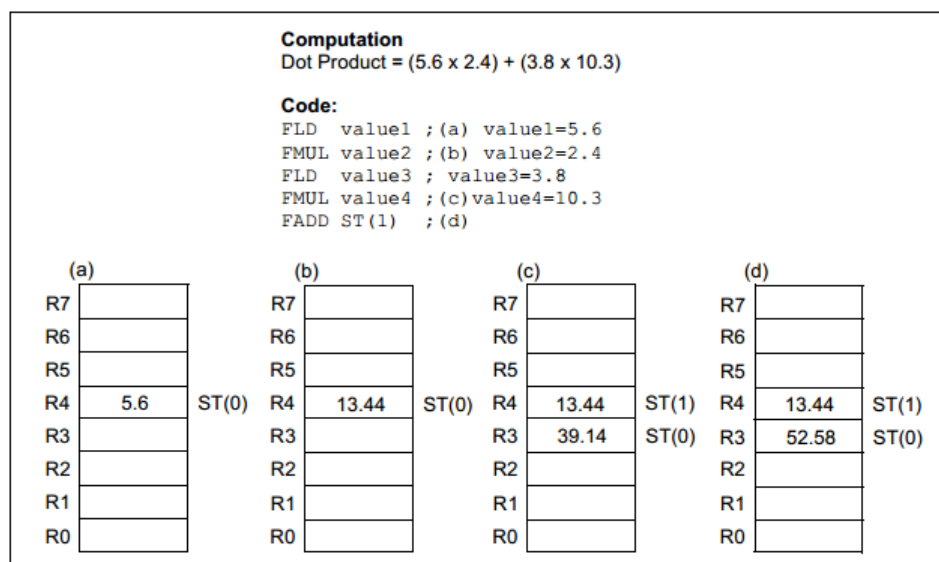 Computation
Dot Product = (5.6 x 2.4) + (3.8 x 10.3)
Code:
FLD value1 ;(a) value1=5.6
FMUL value2 ;(b) value2=2.4
FLD value3 ; value3=3.8
FMUL value4 ;(c)value4=10.3
FADD ST(1) ;(d)
(a) (b) (c) (d)
R7 R7 R7 R7
R6 R6 R6 R6
R5 R5 R5 R5
R4 5.6 ST(0) R4 13.44 ST(0) R4 13.44 ST(1) R4 13.44 ST(1)
R3 R3 R3 39.14 ST(0) R3 52.58 ST(0)
R2 R2 R2 R2
R1 R1 R1 R1
R0 R0 R0 R0